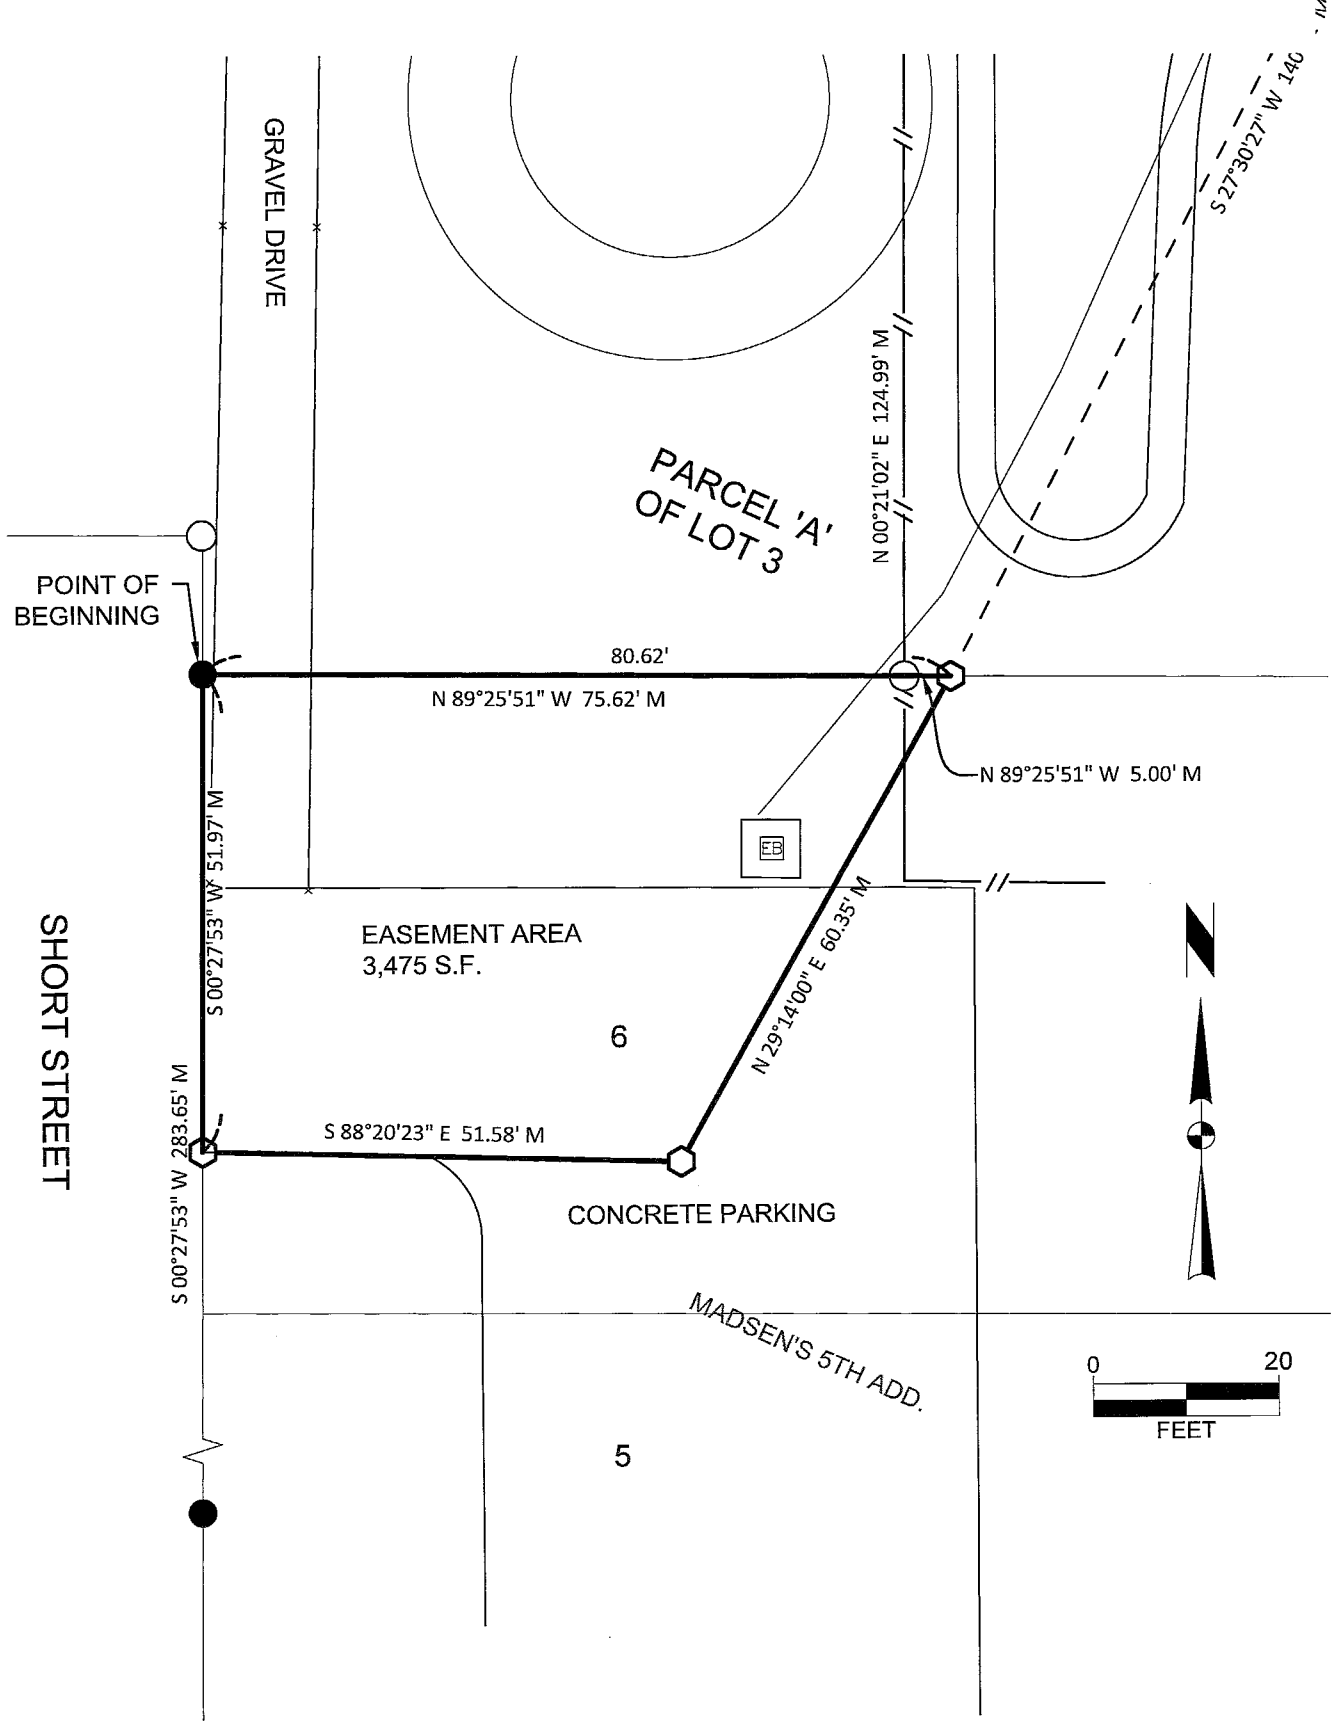 S 27°30'27" W 140
GRAVEL DRIVE
N 00°21'02" E 124.99' M
PARCEL 'A'
OF LOT 3
POINT OF
BEGINNING
80.62'
N 89°25'51" W 75.62' M
N 89°25'51" W 5.00' M
EB
S 00°27'53" W 51.97' M
EASEMENT AREA
3,475 S.F.
N 29°14'00" E 60.35' M
SHORT STREET
N
6
S 88°20'23" E 51.58' M
S 00°27'53" W 283.65' M
CONCRETE PARKING
MADSEN'S 5TH ADD.
0 20
FEET
5